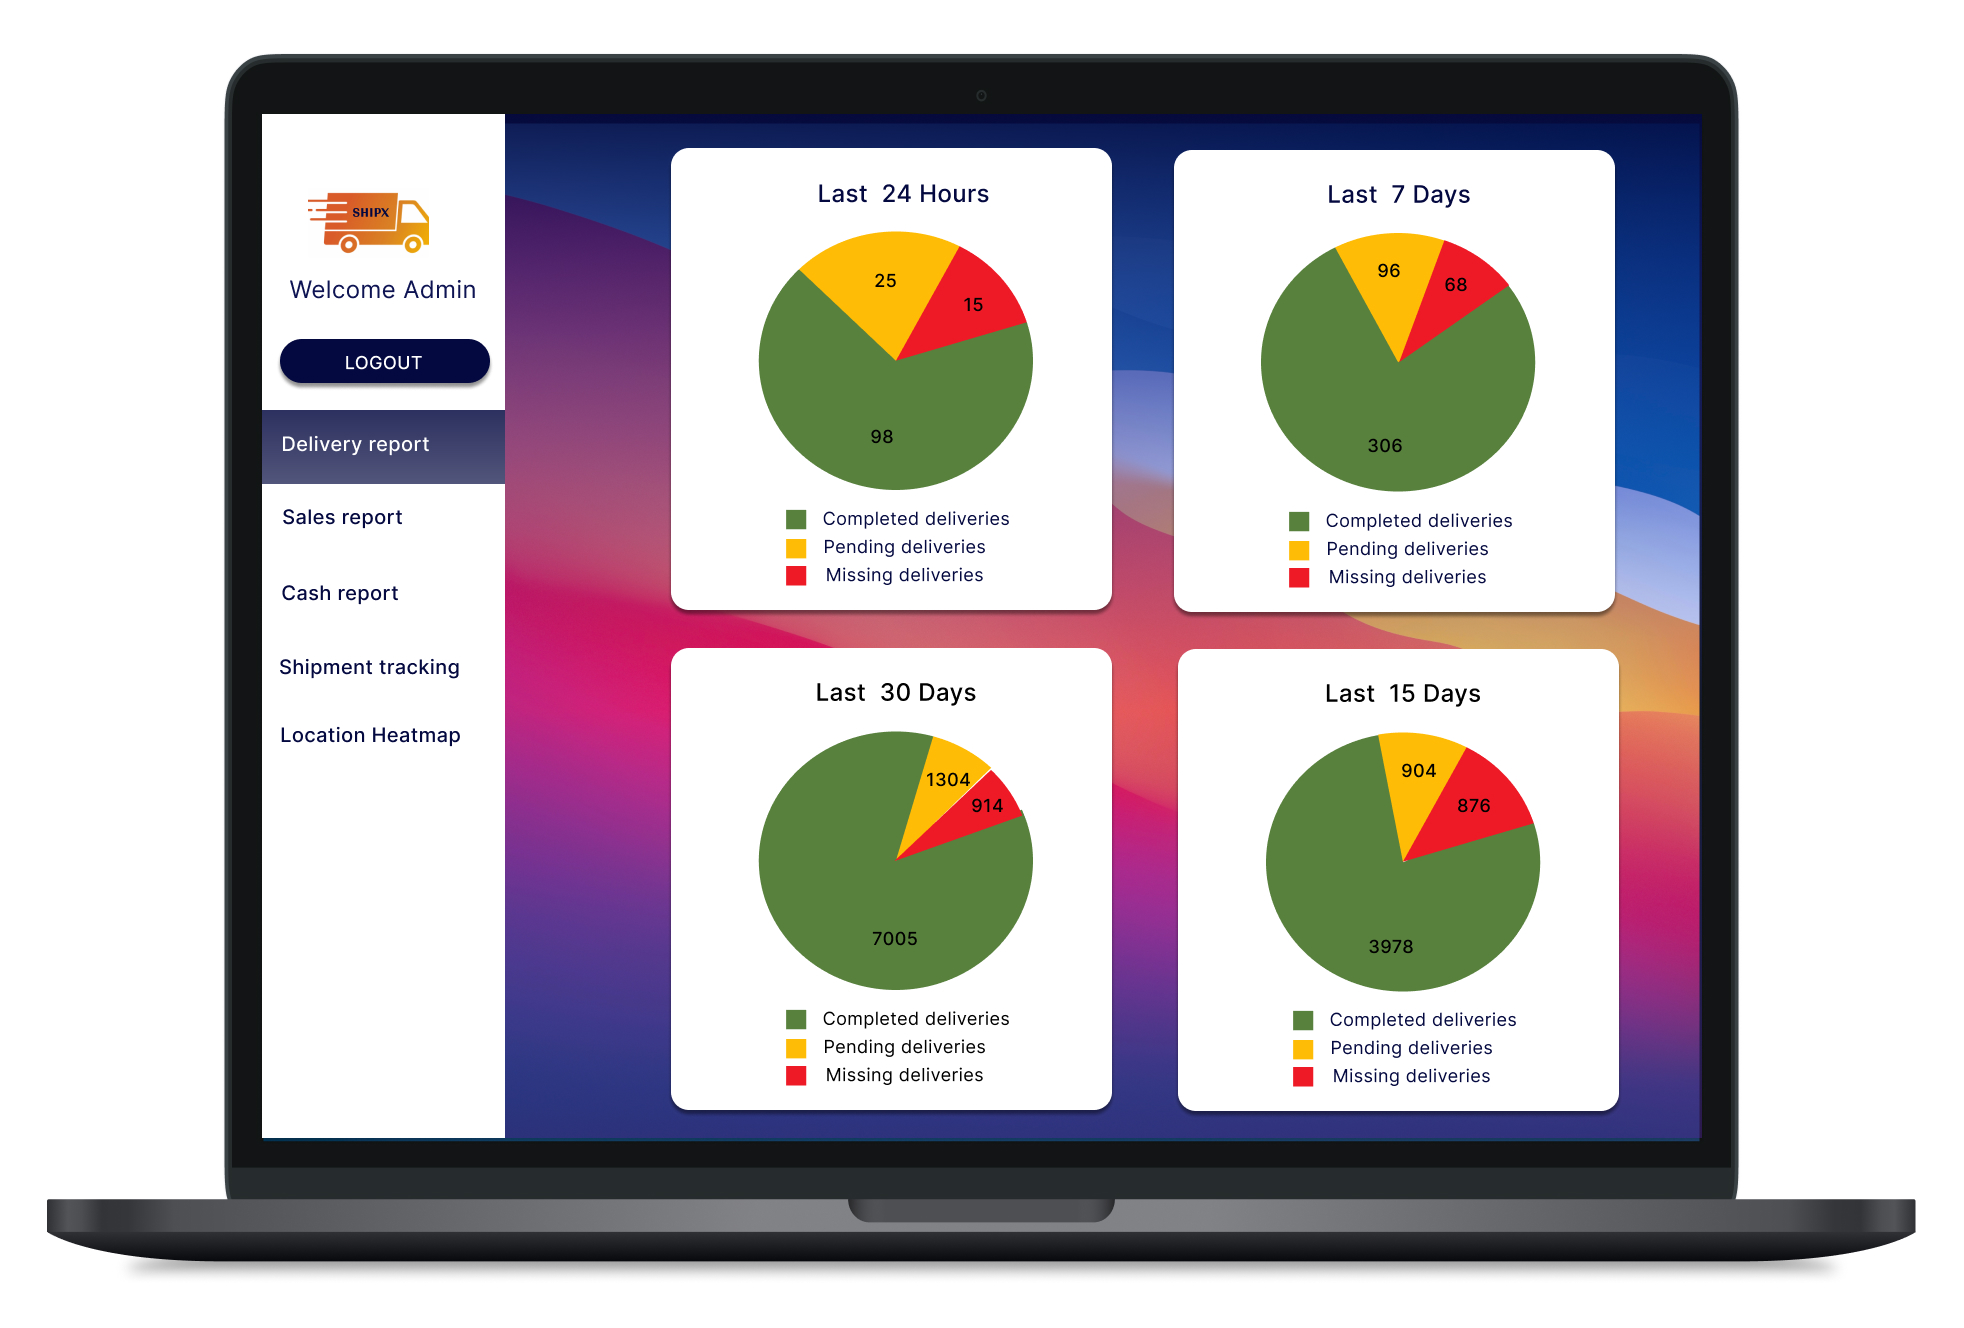 SHIPX
Welcome Admin
LOGOUT
Delivery report
Sales report
Cash report
Shipment tracking
Location Heatmap
Last 24 Hours
25
15
98
Completed deliveries
Pending deliveries
Missing deliveries
Last 7 Days
96
68
306
Completed deliveries
Pending deliveries
Missing deliveries
Last 30 Days
1304
914
7005
Completed deliveries
Pending deliveries
Missing deliveries
Last 15 Days
904
876
3978
Completed deliveries
Pending deliveries
Missing deliveries